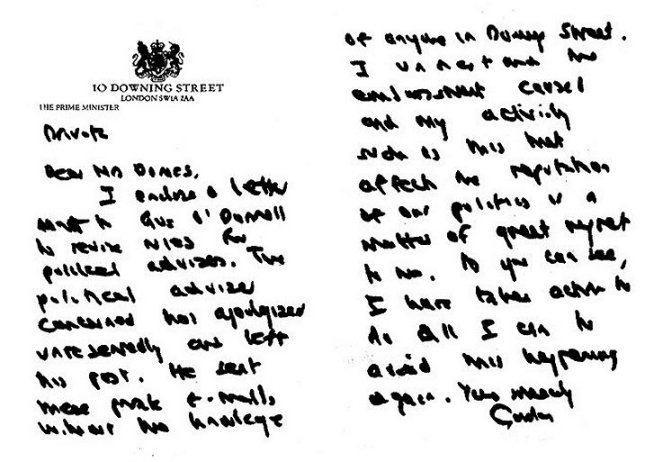 10 DOWNING STREET
LONDON SW1A 2AA
THE PRIME MINISTER
Private
Dear
I enclose a letter
to Gus O'Donnell
to revise rules for
political advisers. The
political adviser
concerned has apologised
unreservedly and left
his post. He sent
these private e-mails
without the knowledge
of anyone in Downing Street.
I understand the
embarrassment caused
and any activity
such as this that
affects the reputation
of our politics is a
matter of great regret
to me. As you can see,
I have taken action to
do all I can to
avoid this happening
again. Yours sincerely
Gordon